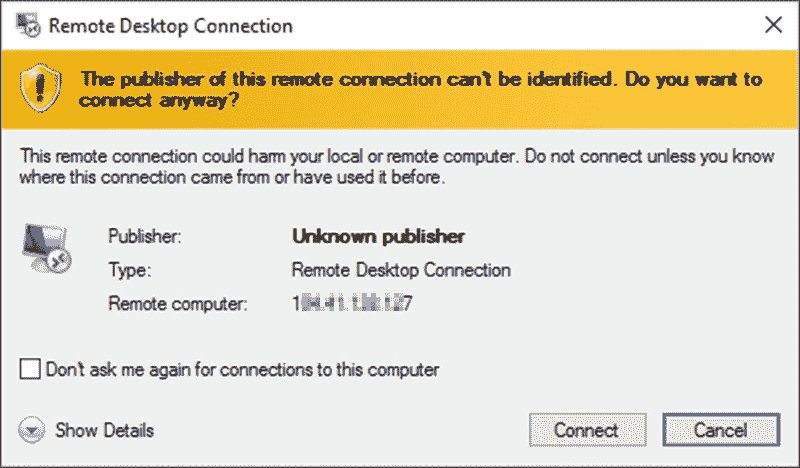 Remote Desktop Connection
The publisher of this remote connection can't be identified. Do you want to
connect anyway?
This remote connection could harm your local or remote computer. Do not connect unless you know
where this connection came from or have used it before.
Publisher: Unknown publisher
Type: Remote Desktop Connection
Remote computer:
Don't ask me again for connections to this computer
Show Details Connect Cancel